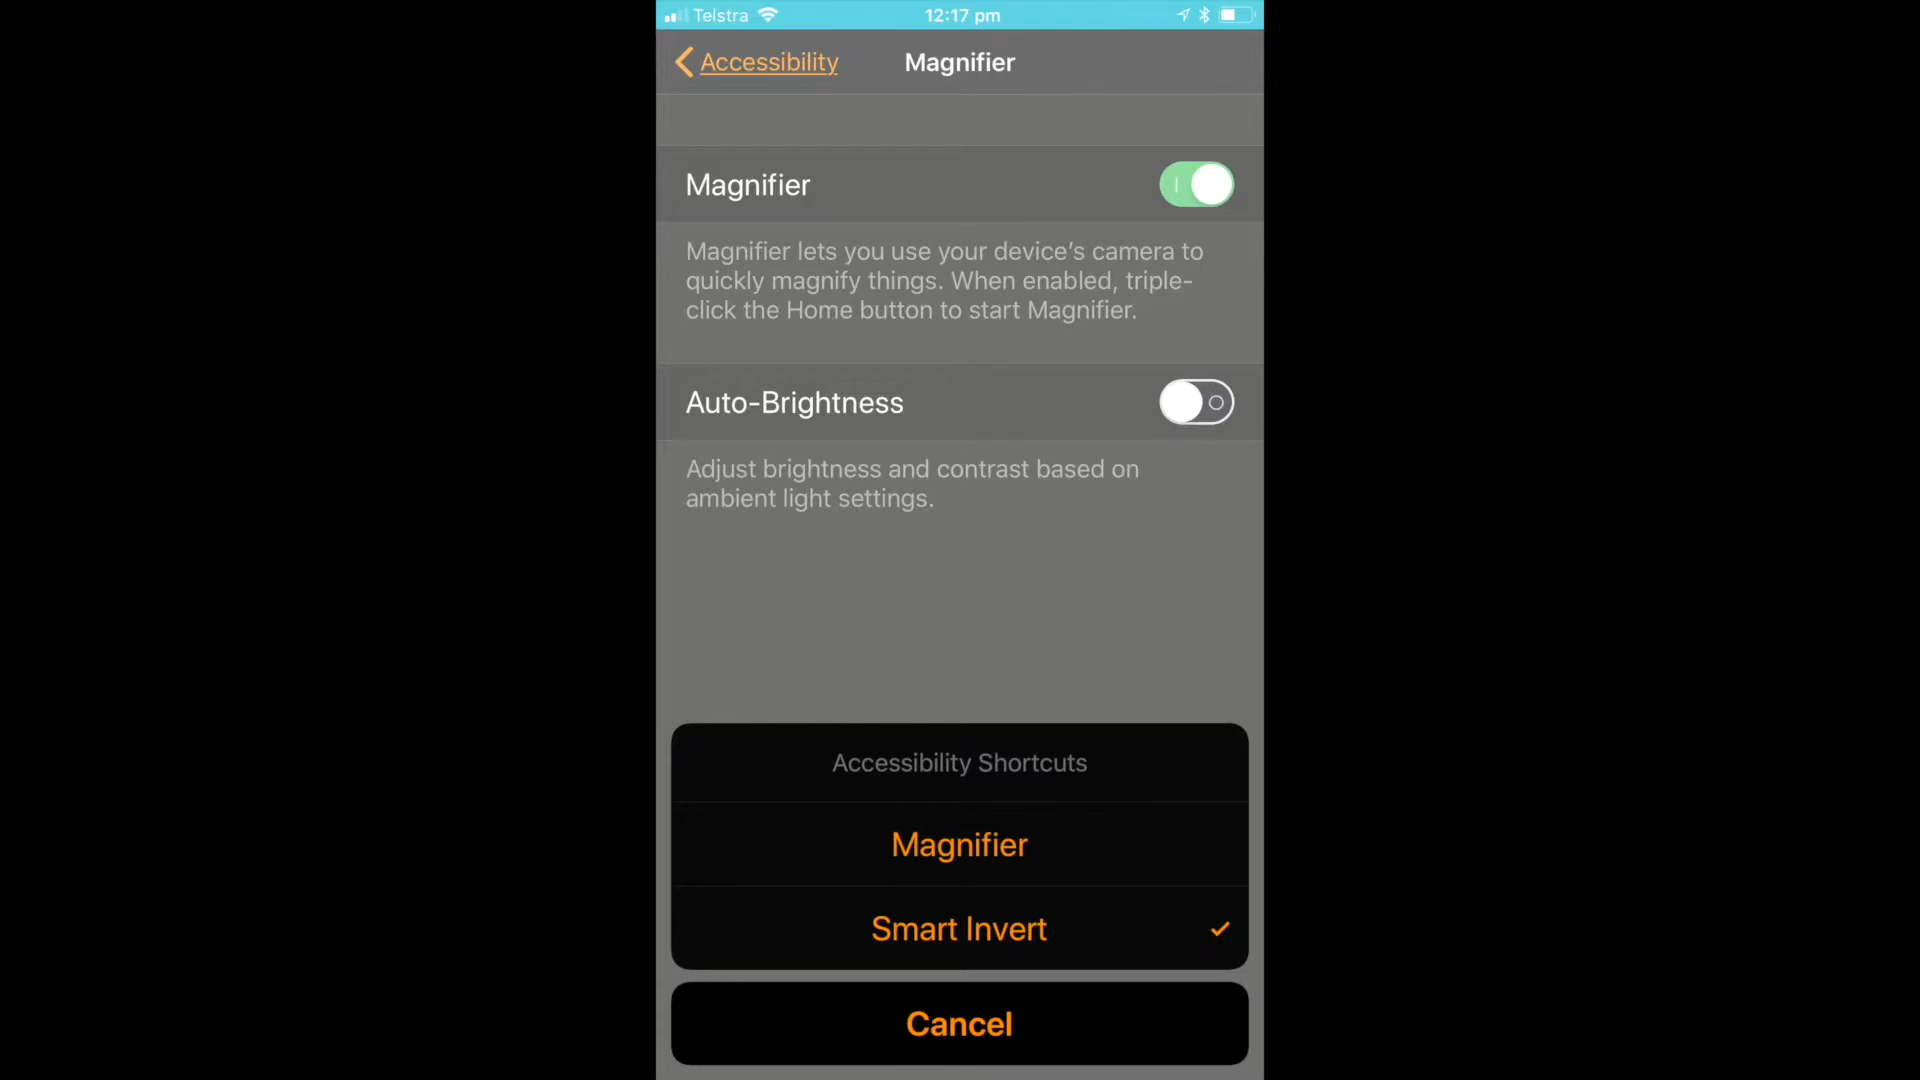 Telstra 12:17 pm
Accessibility Magnifier
Magnifier
Magnifier lets you use your device’s camera to
quickly magnify things. When enabled, triple-
click the Home button to start Magnifier.
Auto-Brightness
Adjust brightness and contrast based on
ambient light settings.
Accessibility Shortcuts
Magnifier
Smart Invert
Cancel